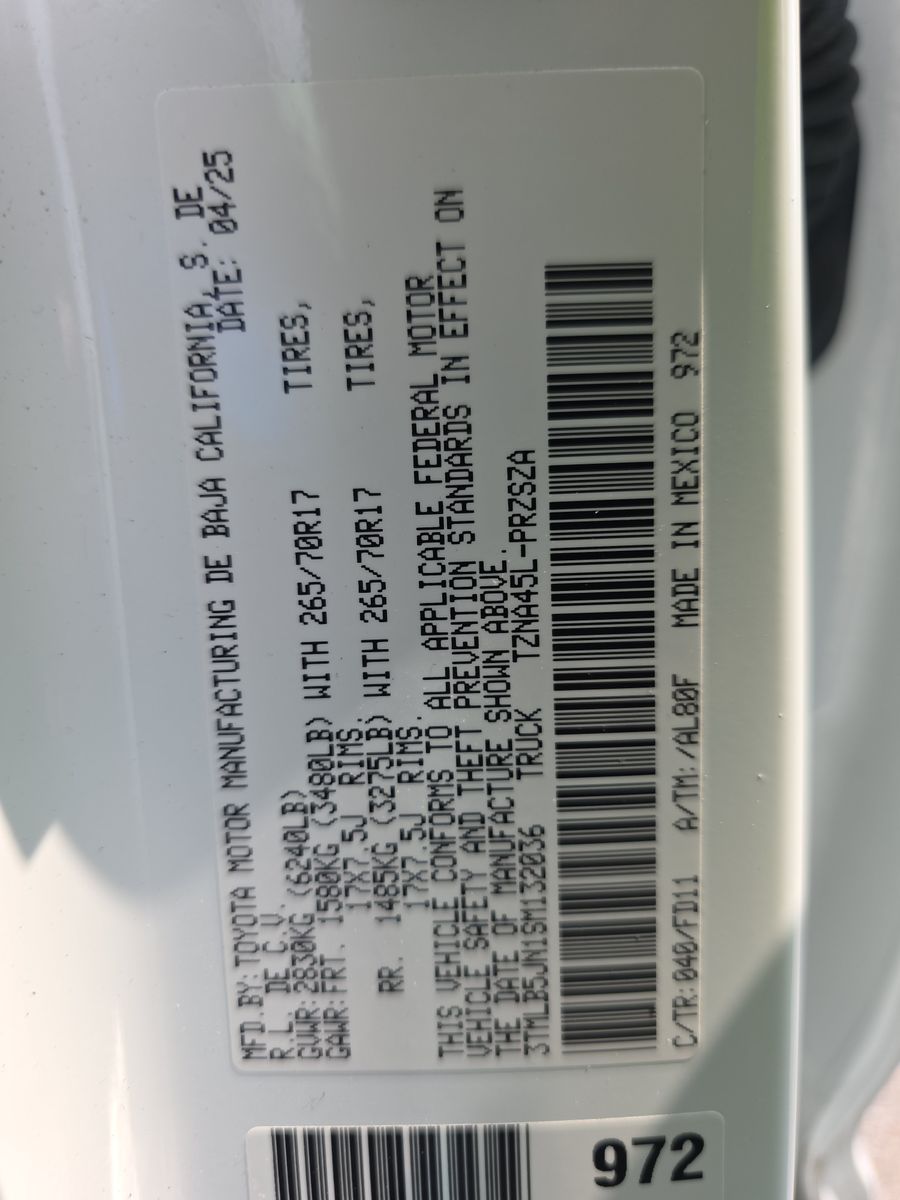 MFD.BY: TOYOTA MOTOR MANUFACTURING DE BAJA CALIFORNIA, S. DE
R.L. DE C.V. DATE: 04/25
GVWR: 2830KG (6240LB)
GAWR: FRT. 1580KG (3480LB) WITH 265/70R17 TIRES,
17X7.5J RIMS.
RR. 1485KG (3275LB) WITH 265/70R17 TIRES,
17X7.5J RIMS.
THIS VEHICLE CONFORMS TO ALL APPLICABLE FEDERAL MOTOR
VEHICLE SAFETY AND THEFT PREVENTION STANDARDS IN EFFECT ON
THE DATE OF MANUFACTURE SHOWN ABOVE.
3TMLB5JN1SM132036 TRUCK TZNA45L-PRZSZA
C/TR: 040/FD11 A/TM: /AL80F MADE IN MEXICO 972
972